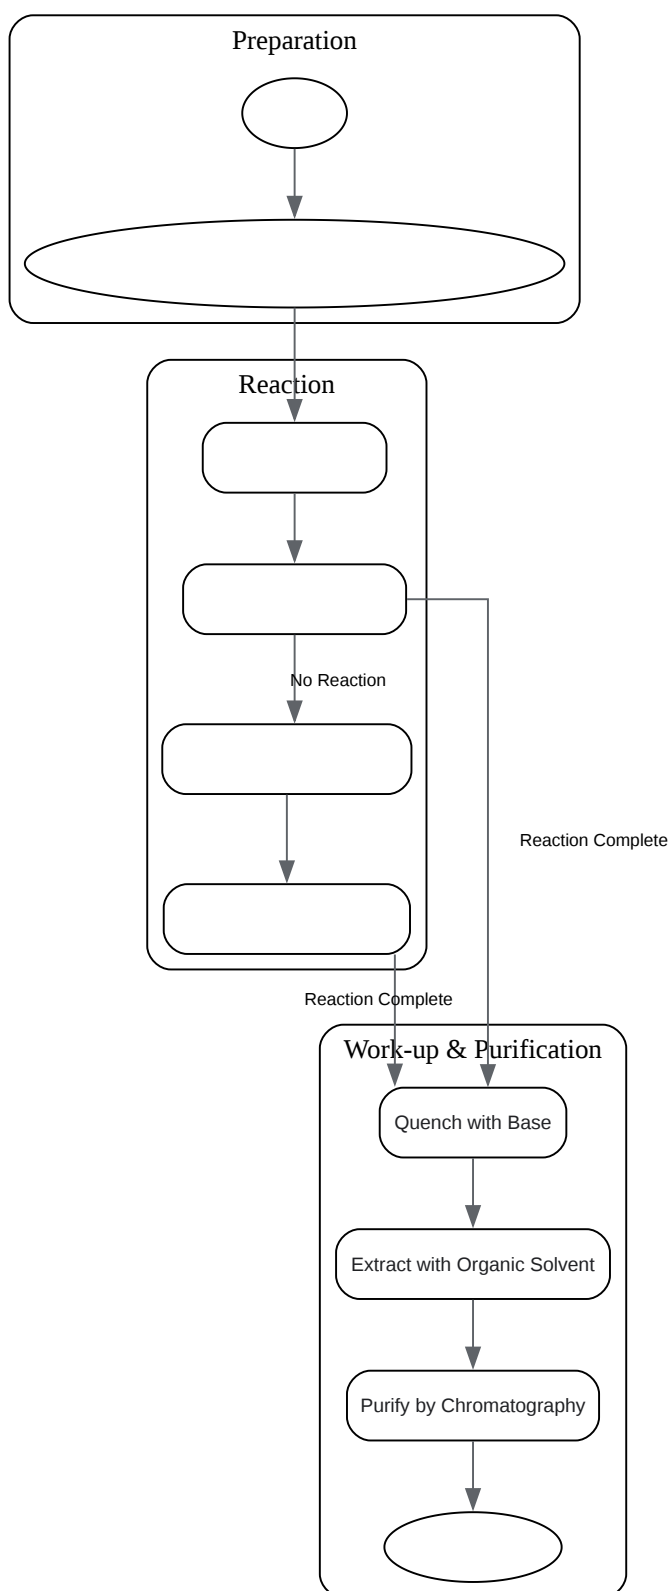 Preparation
Reaction
No Reaction
Reaction Complete
Reaction Complete
Work-up & Purification
Quench with Base
Extract with Organic Solvent
Purify by Chromatography